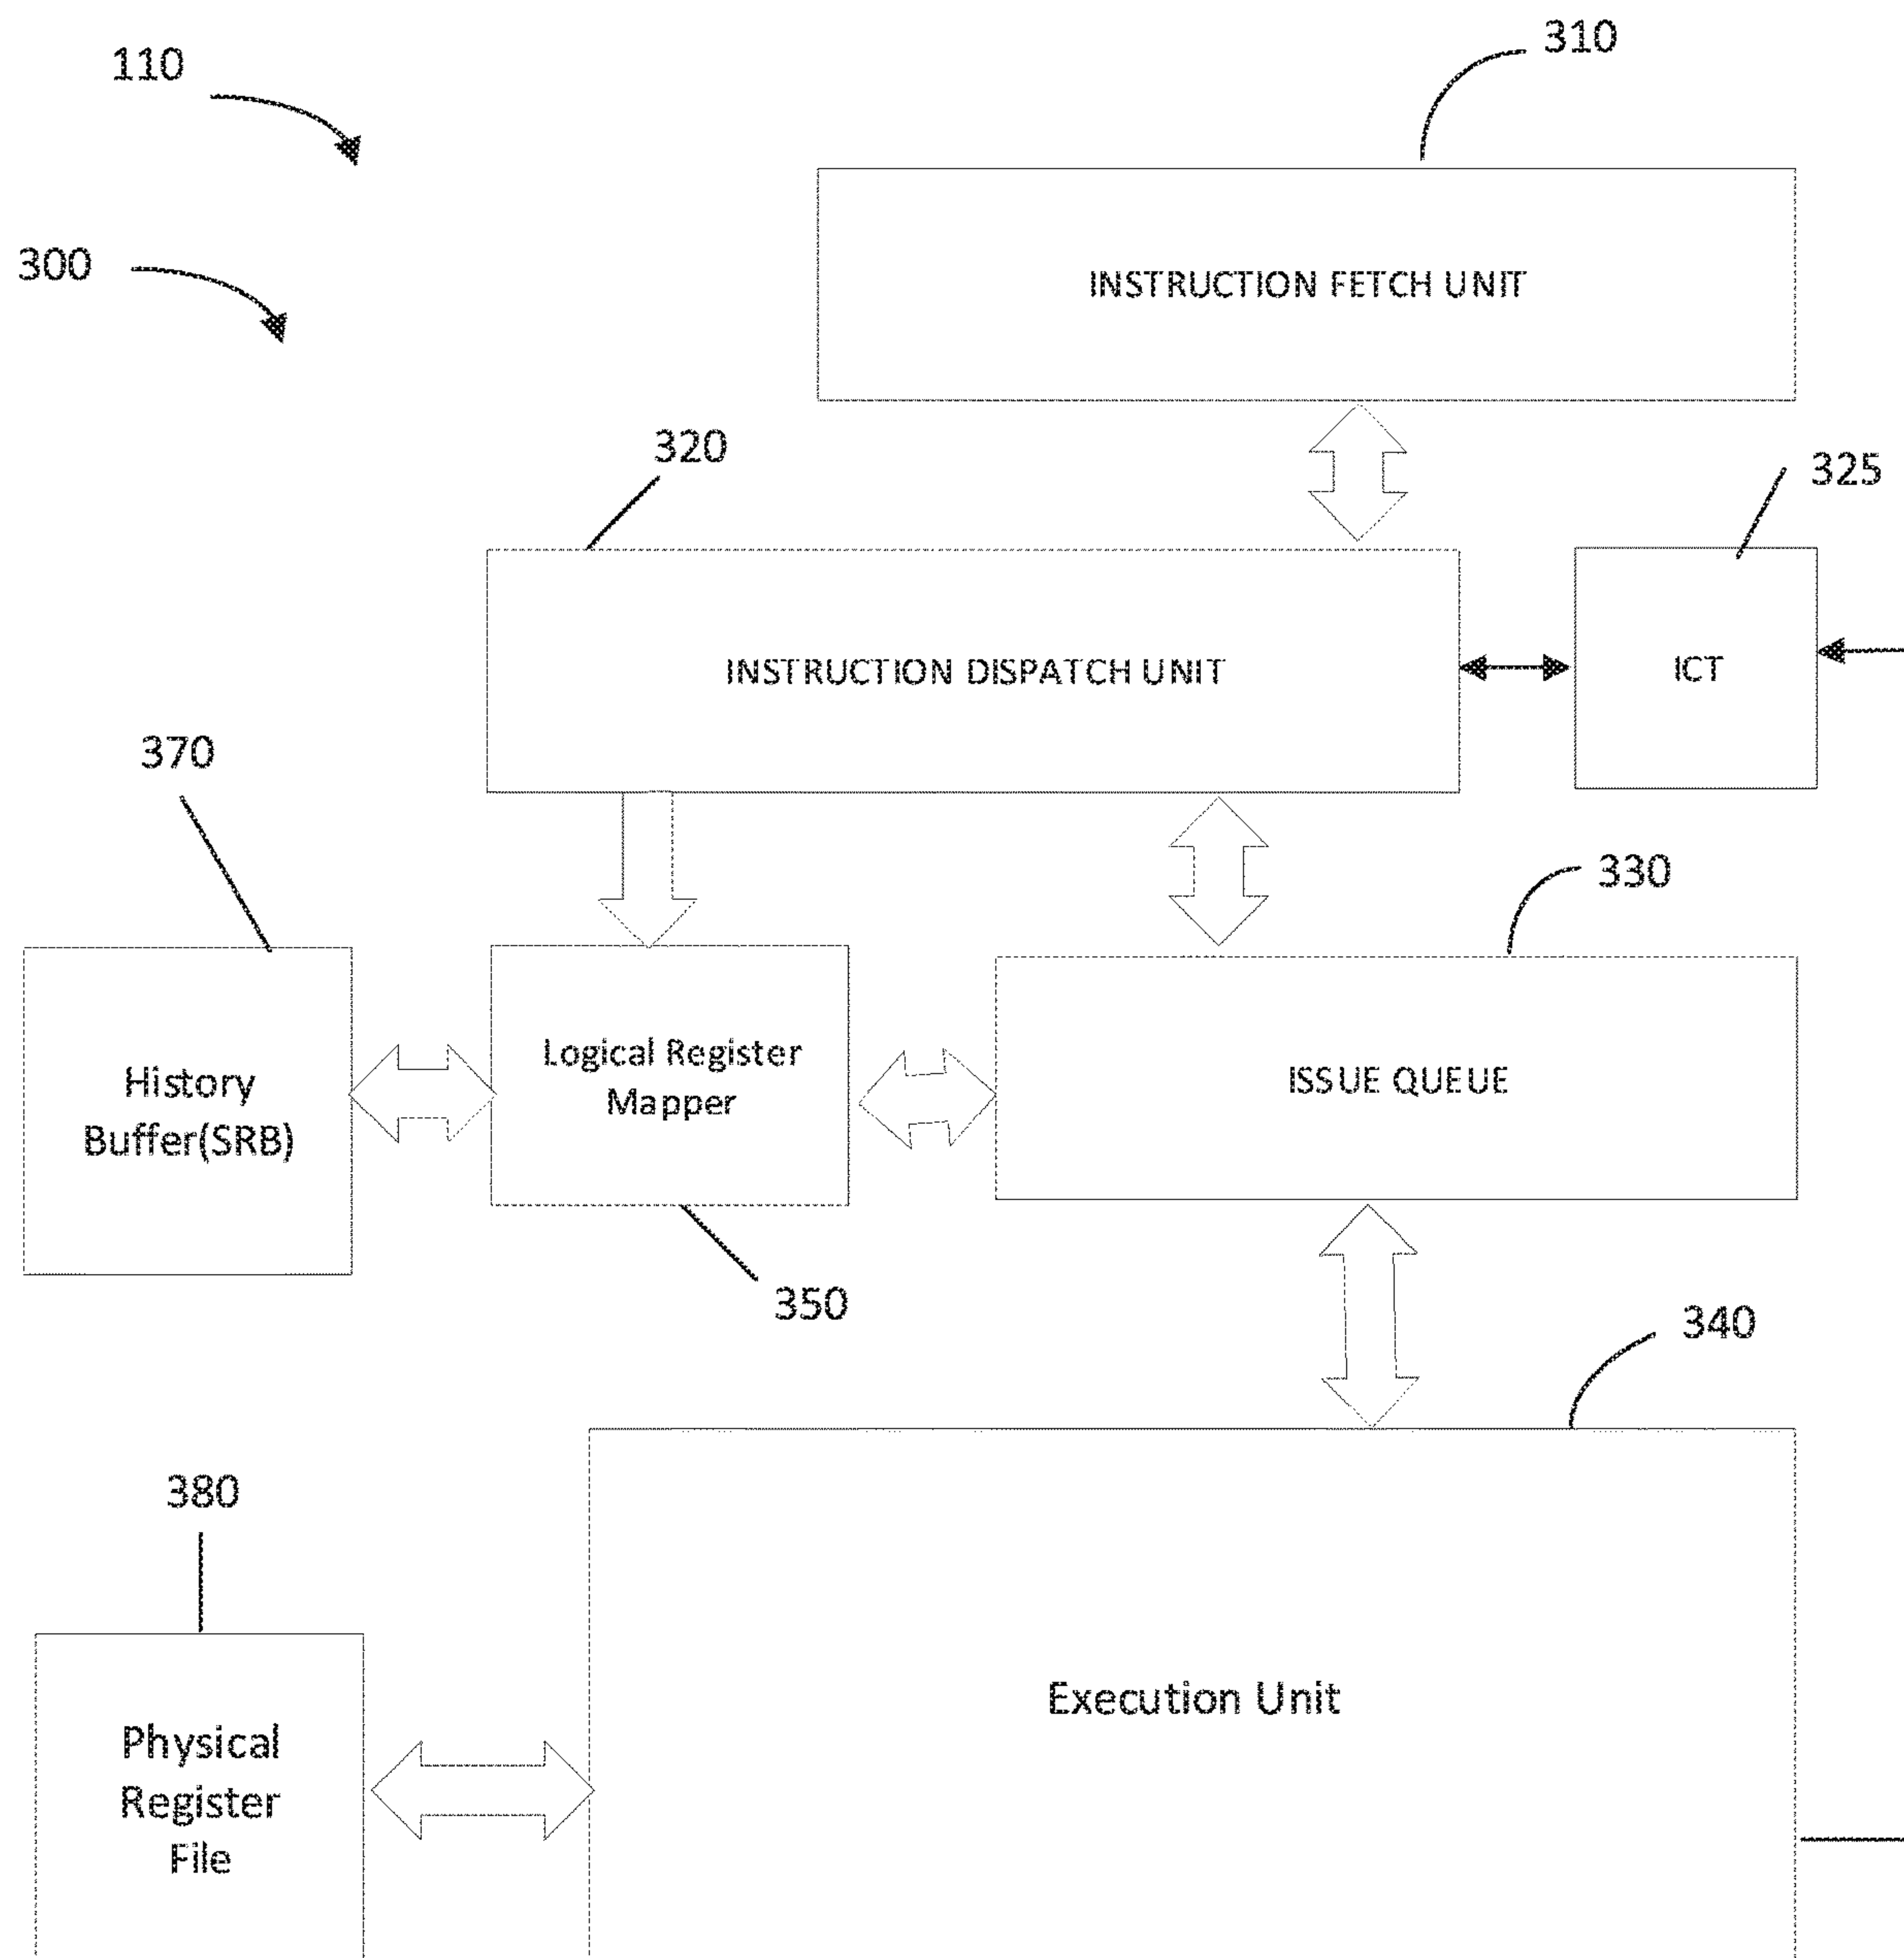 310
110
300
INSTRUCTION FETCH UNIT
320
325
INSTRUCTION DISPATCH UNIT
ICT
370
330
History
Buffer(SRB)
Logical Register
Mapper
ISSUE QUEUE
350
340
380
Physical
Register
File
Execution Unit